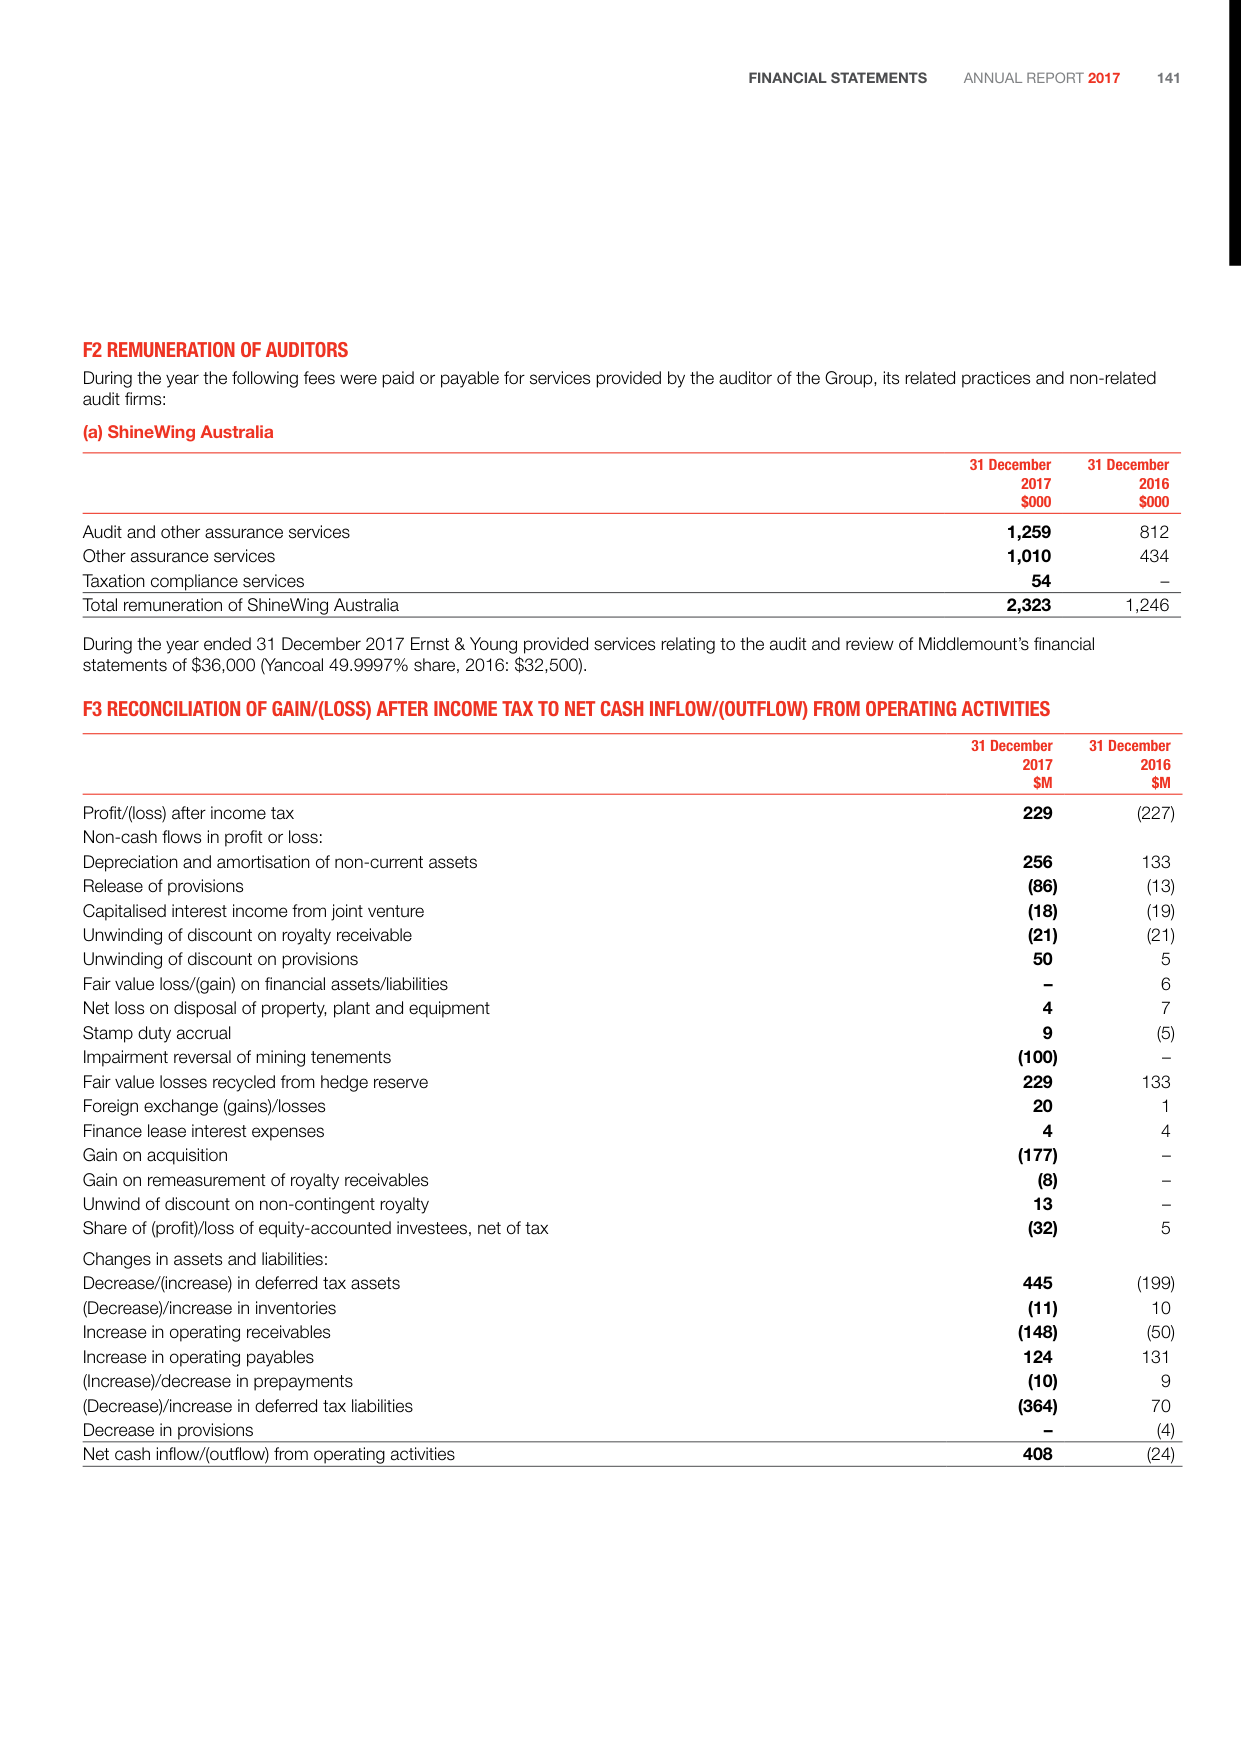 FINANCIAL STATEMENTS ANNUAL REPORT 2017 141
F2 REMUNERATION OF AUDITORS
During the year the following fees were paid or payable for services provided by the auditor of the Group, its related practices and non-related
audit firms:
(a) ShineWing Australia
31 December 31 December
2017 2016
$000 $000
Audit and other assurance services 1,259 812
Other assurance services 1,010 434
Taxation compliance services 54 –
Total remuneration of ShineWing Australia 2,323 1,246
During the year ended 31 December 2017 Ernst & Young provided services relating to the audit and review of Middlemount’s financial
statements of $36,000 (Yancoal 49.9997% share, 2016: $32,500).
F3 RECONCILIATION OF GAIN/(LOSS) AFTER INCOME TAX TO NET CASH INFLOW/(OUTFLOW) FROM OPERATING ACTIVITIES
31 December 31 December
2017 2016
$M $M
Profit/(loss) after income tax 229 (227)
Non-cash flows in profit or loss:
Depreciation and amortisation of non-current assets 256 133
Release of provisions (86) (13)
Capitalised interest income from joint venture (18) (19)
Unwinding of discount on royalty receivable (21) (21)
Unwinding of discount on provisions 50 5
Fair value loss/(gain) on financial assets/liabilities – 6
Net loss on disposal of property, plant and equipment 4 7
Stamp duty accrual 9 (5)
Impairment reversal of mining tenements (100) –
Fair value losses recycled from hedge reserve 229 133
Foreign exchange (gains)/losses 20 1
Finance lease interest expenses 4 4
Gain on acquisition (177) –
Gain on remeasurement of royalty receivables (8) –
Unwind of discount on non-contingent royalty 13 –
Share of (profit)/loss of equity-accounted investees, net of tax (32) 5
Changes in assets and liabilities:
Decrease/(increase) in deferred tax assets 445 (199)
(Decrease)/increase in inventories (11) 10
Increase in operating receivables (148) (50)
Increase in operating payables 124 131
(Increase)/decrease in prepayments (10) 9
(Decrease)/increase in deferred tax liabilities (364) 70
Decrease in provisions – (4)
Net cash inflow/(outflow) from operating activities 408 (24)